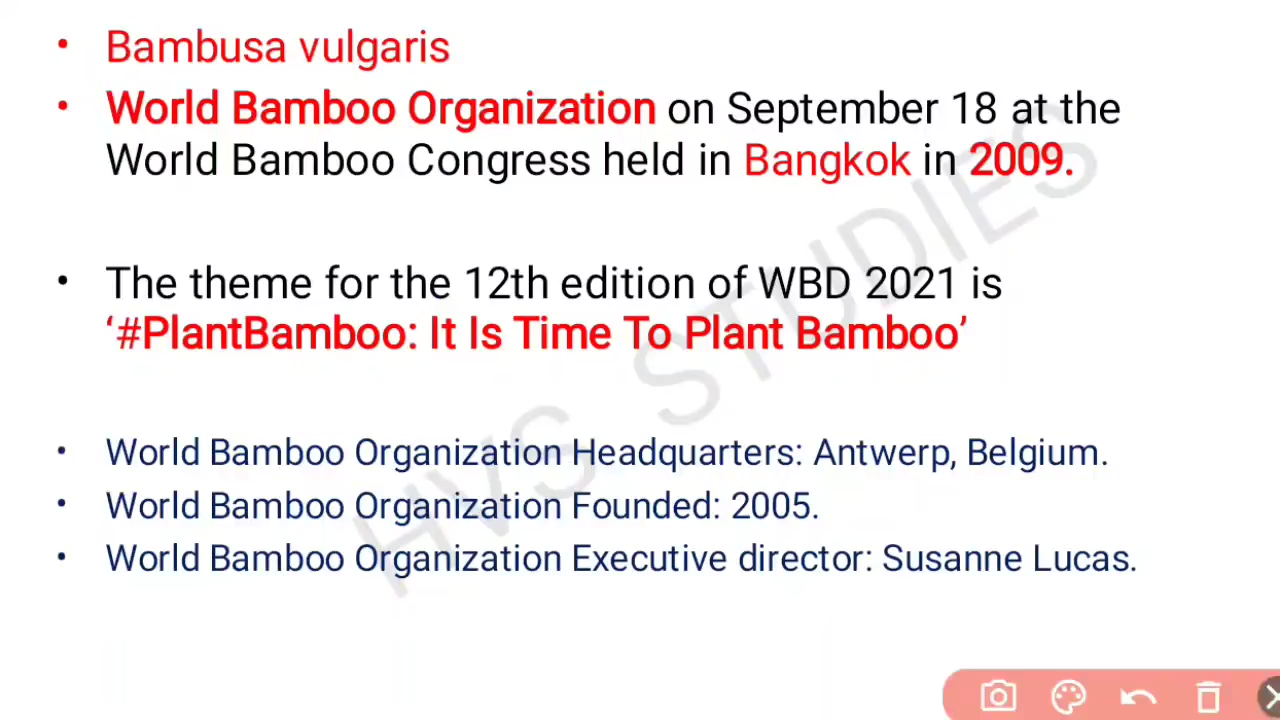 • Bambusa vulgaris
• World Bamboo Organization on September 18 at the
World Bamboo Congress held in Bangkok in 2009.
• The theme for the 12th edition of WBD 2021 is
‘#PlantBamboo: It Is Time To Plant Bamboo’
• World Bamboo Organization Headquarters: Antwerp, Belgium.
• World Bamboo Organization Founded: 2005.
• World Bamboo Organization Executive director: Susanne Lucas.
HVS STUDIES